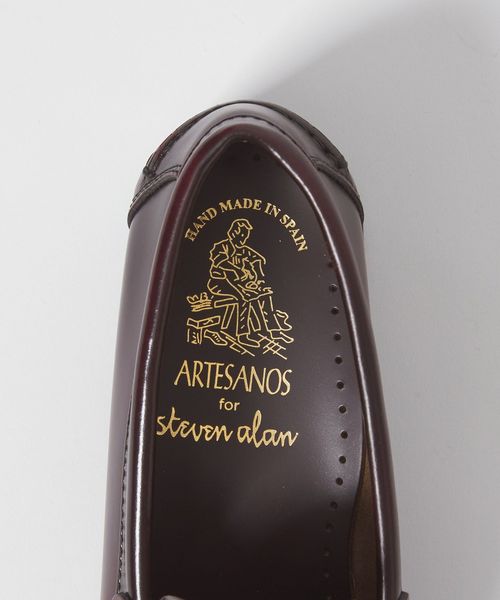 HAND MADE IN SPAIN
ARTESANOS
for
steven alan